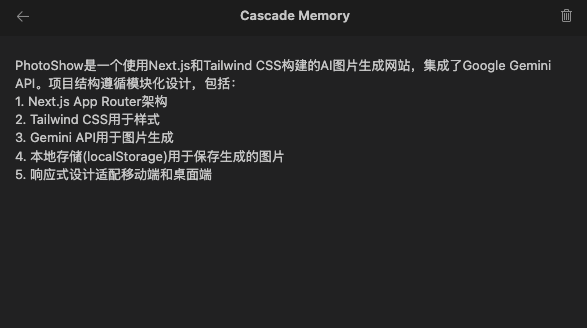 Cascade Memory
PhotoShow是一个使用Next.js和Tailwind CSS构建的AI图片生成网站，集成了Google Gemini
API。项目结构遵循模块化设计，包括：
1. Next.js App Router架构
2. Tailwind CSS用于样式
3. Gemini API用于图片生成
4. 本地存储(localStorage)用于保存生成的图片
5. 响应式设计适配移动端和桌面端